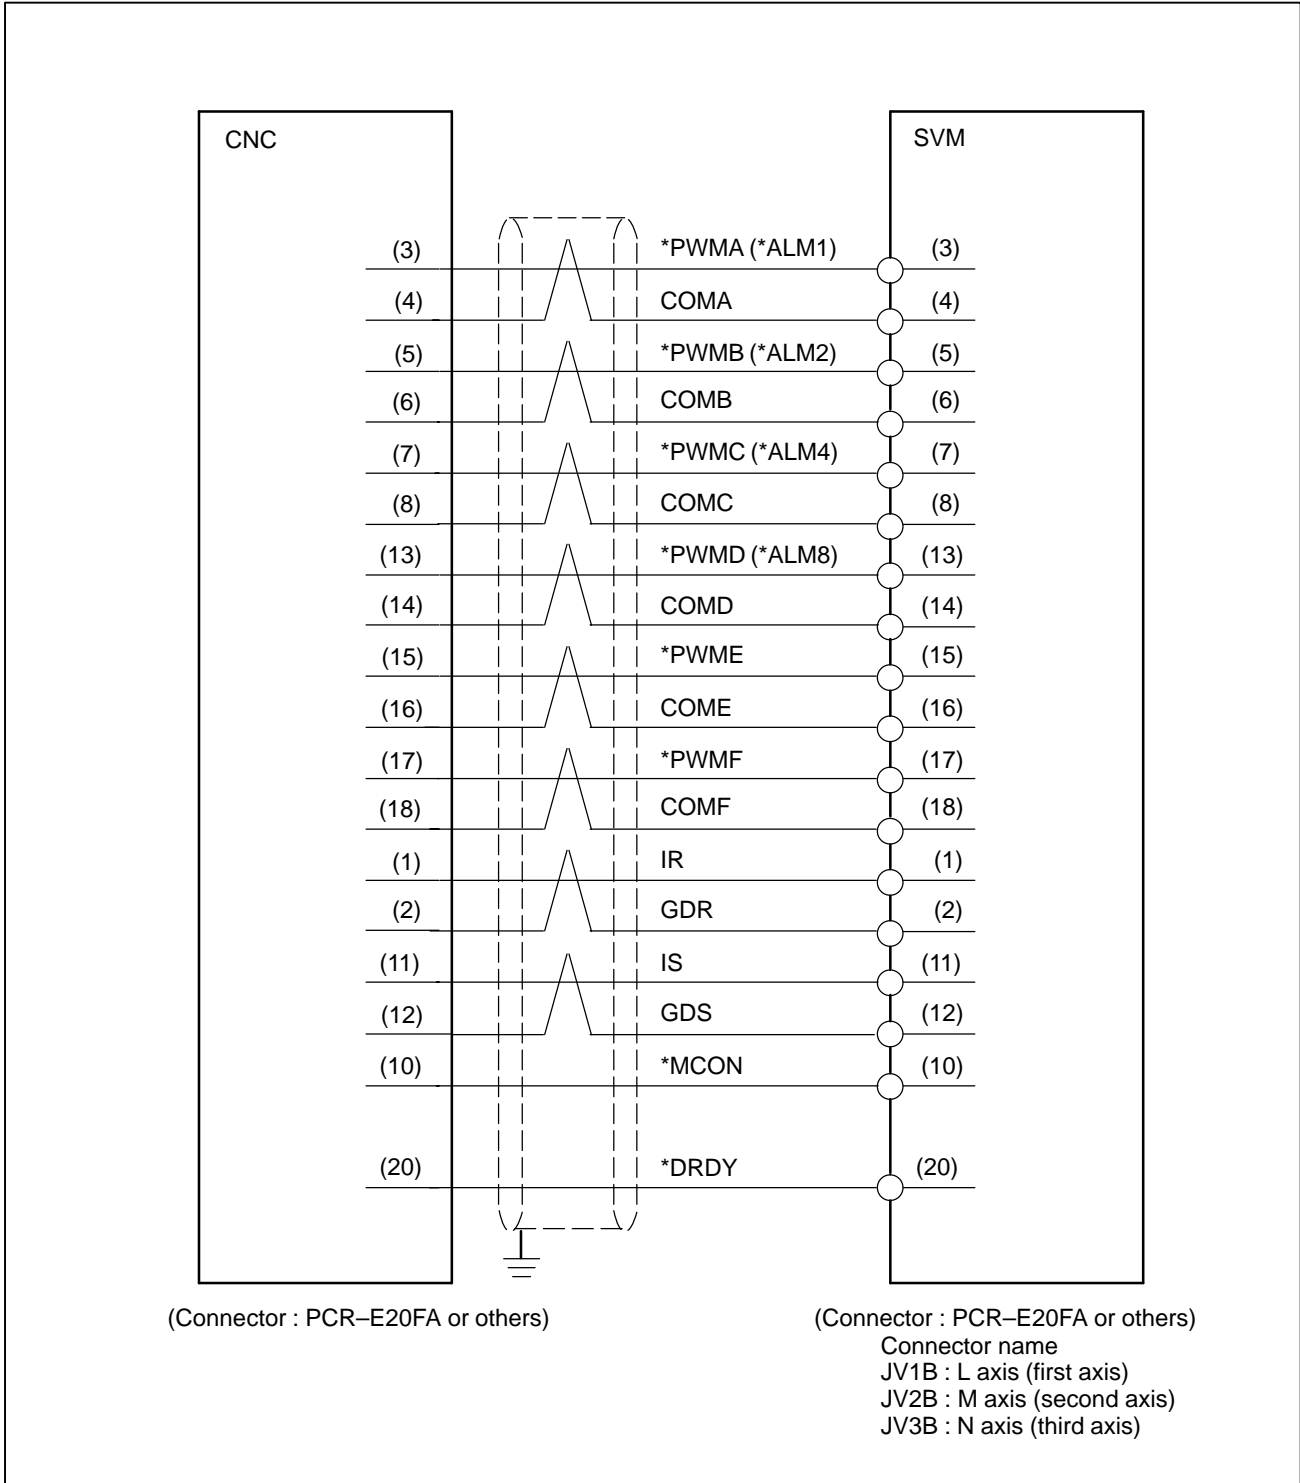 CNC SVM
(3) *PWMA (*ALM1) (3)
(4) COMA (4)
(5) *PWMB (*ALM2) (5)
(6) COMB (6)
(7) *PWMC (*ALM4) (7)
(8) COMC (8)
(13) *PWMD (*ALM8) (13)
(14) COMD (14)
(15) *PWME (15)
(16) COME (16)
(17) *PWMF (17)
(18) COMF (18)
(1) IR (1)
(2) GDR (2)
(11) IS (11)
(12) GDS (12)
(10) *MCON (10)
(20) *DRDY (20)
(Connector : PCR–E20FA or others) (Connector : PCR–E20FA or others)
Connector name
JV1B : L axis (first axis)
JV2B : M axis (second axis)
JV3B : N axis (third axis)